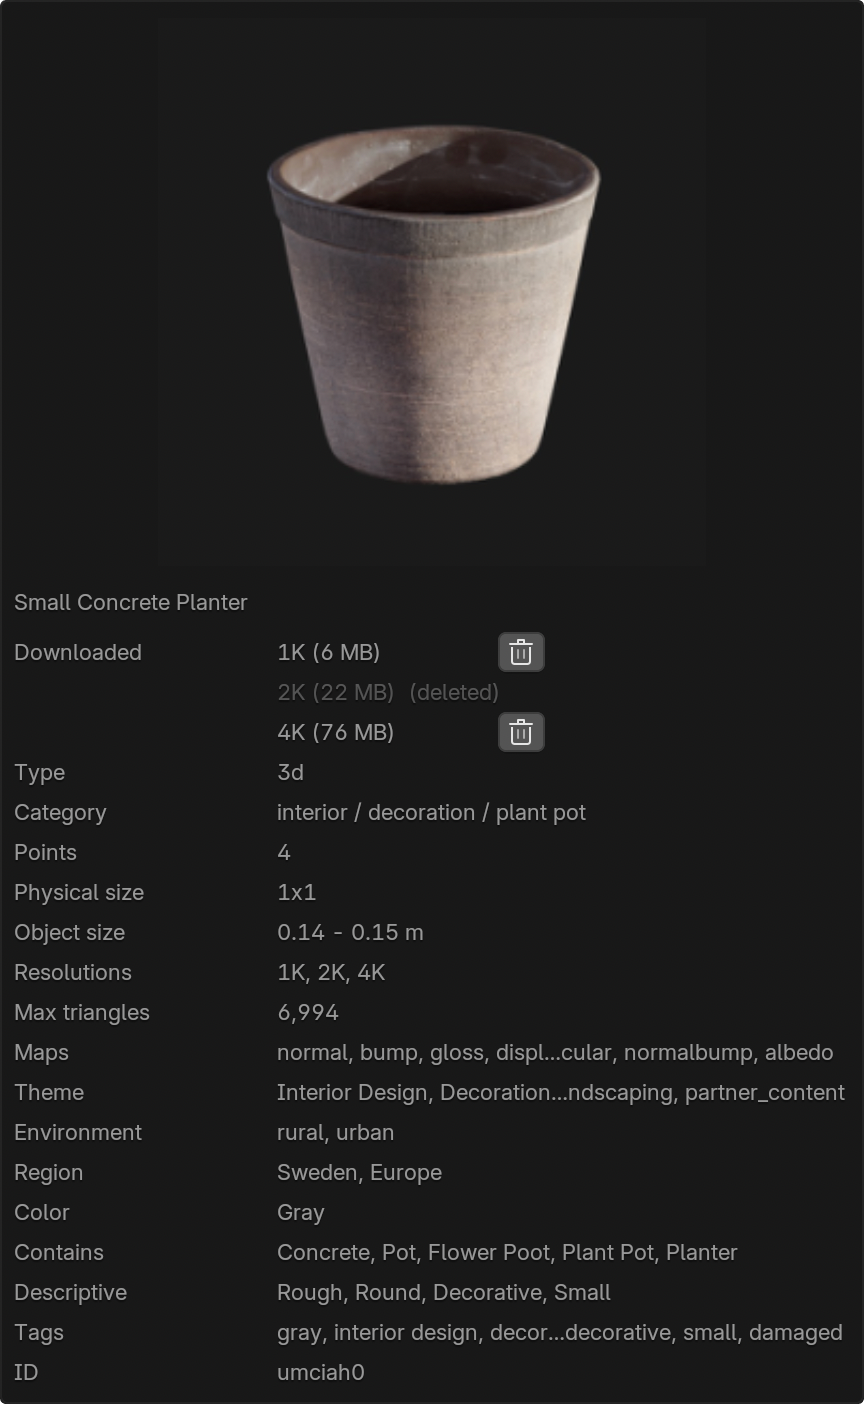 Small Concrete Planter
Downloaded 1K (6 MB)
2K (22 MB) (deleted)
4K (76 MB)
Type 3d
Category interior / decoration / plant pot
Points 4
Physical size 1x1
Object size 0.14 - 0.15 m
Resolutions 1K, 2K, 4K
Max triangles 6,994
Maps normal, bump, gloss, displ...cular, normalbump, albedo
Theme Interior Design, Decoration...ndscaping, partner_content
Environment rural, urban
Region Sweden, Europe
Color Gray
Contains Concrete, Pot, Flower Poot, Plant Pot, Planter
Descriptive Rough, Round, Decorative, Small
Tags gray, interior design, decor...decorative, small, damaged
ID umciah0